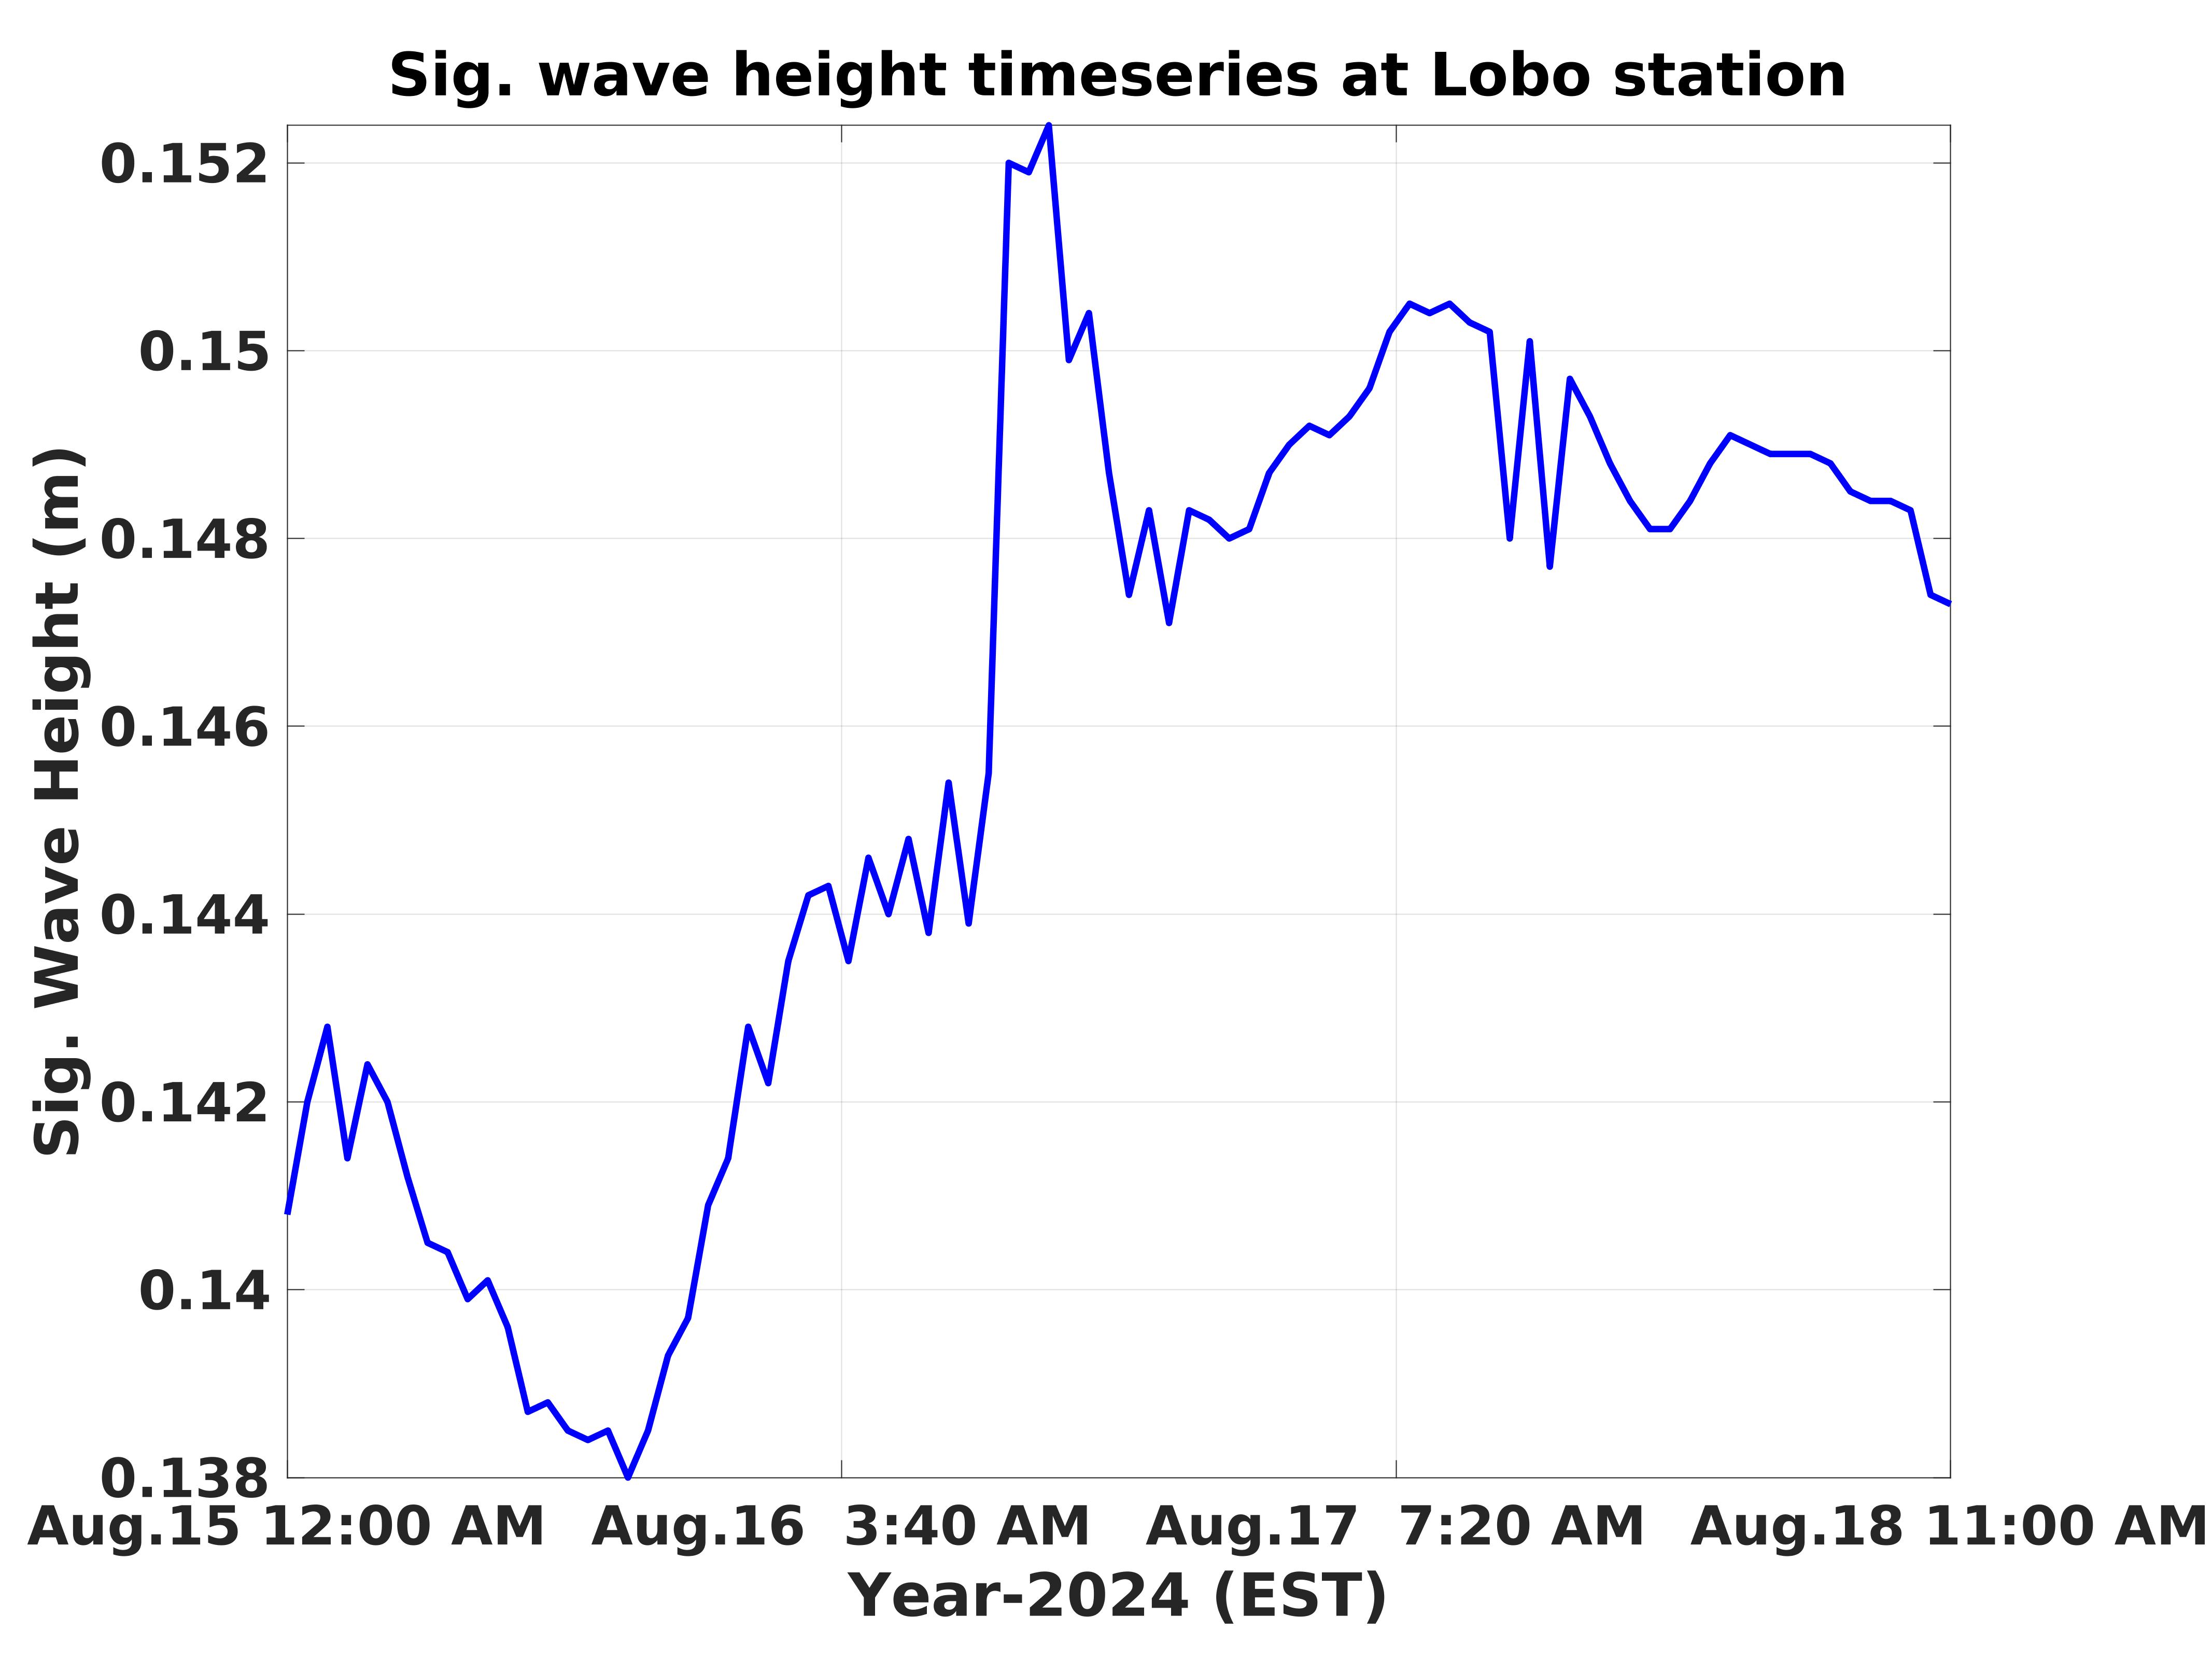 Sig. wave height timeseries at Lobo station
Sig. Wave Height (m)
0.152
0.15
0.148
0.146
0.144
0.142
0.14
0.138
Aug.15 12:00 AM
Aug.16 3:40 AM
Aug.17 7:20 AM
Aug.18 11:00 AM
Year-2024 (EST)